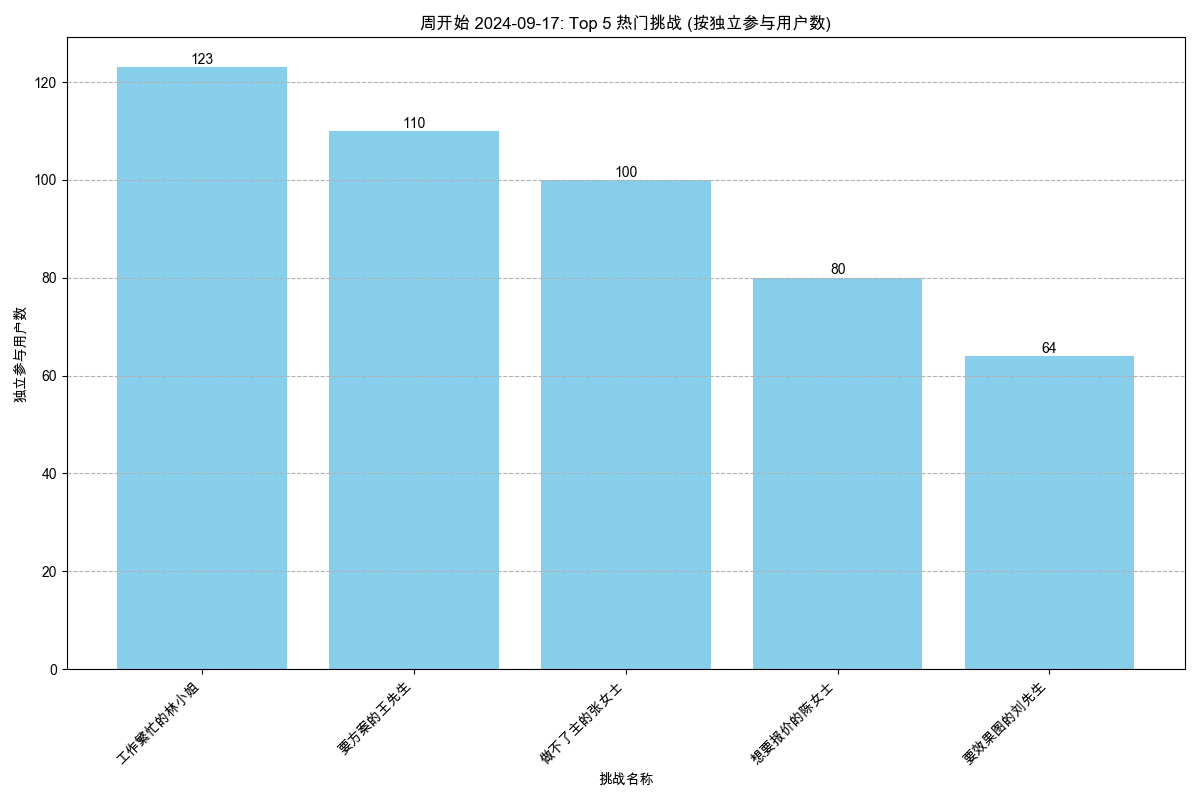 周开始 2024-09-17: Top 5 热门挑战 (按独立参与用户数)
123
110
100
80
64
独立参与用户数
120
100
80
60
40
20
0
工作繁忙的林小姐
要方案的王先生
做不了主的张女士
想要报价的陈女士
要效果图的刘先生
挑战名称